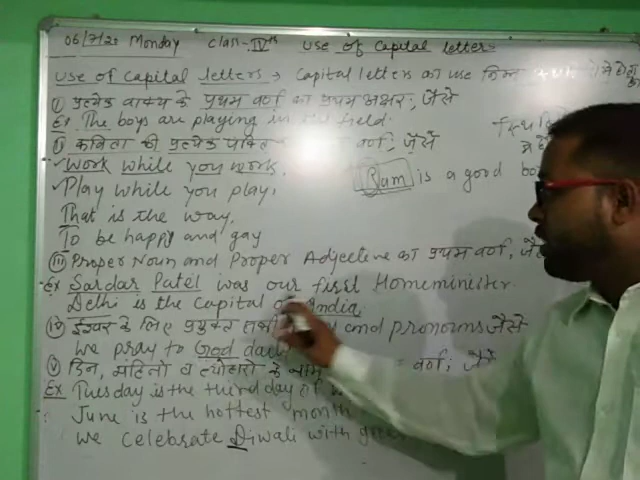 06/7/20 Monday Class-IVth Use of Capital letters
Use of Capital letters → Capital letters का use निम्न
(i) प्रत्येक वाक्य के प्रथम वर्ण का प्रथम अक्षर; जैसे
Ex The boys are playing in field.
(ii) कविता की प्रत्येक पंक्ति वर्ण; जैसे
Work while you work.
Ram is a good
Play while you play,
That is the way,
To be happy and gay
(iii) Proper Noun and Proper Adjective का प्रथम वर्ण,
Ex Sardar Patel was our first Homeminister.
Delhi is the Capital of India
(iv) ईश्वर के लिए प्रयुक्त and pronouns जैसे
We pray to God daily
(v) दिन, महिनों व त्योहारों के नाम वर्ण; जैसे
Ex Tuesday is the third day of
June is the hottest month
We celebrate Diwali with